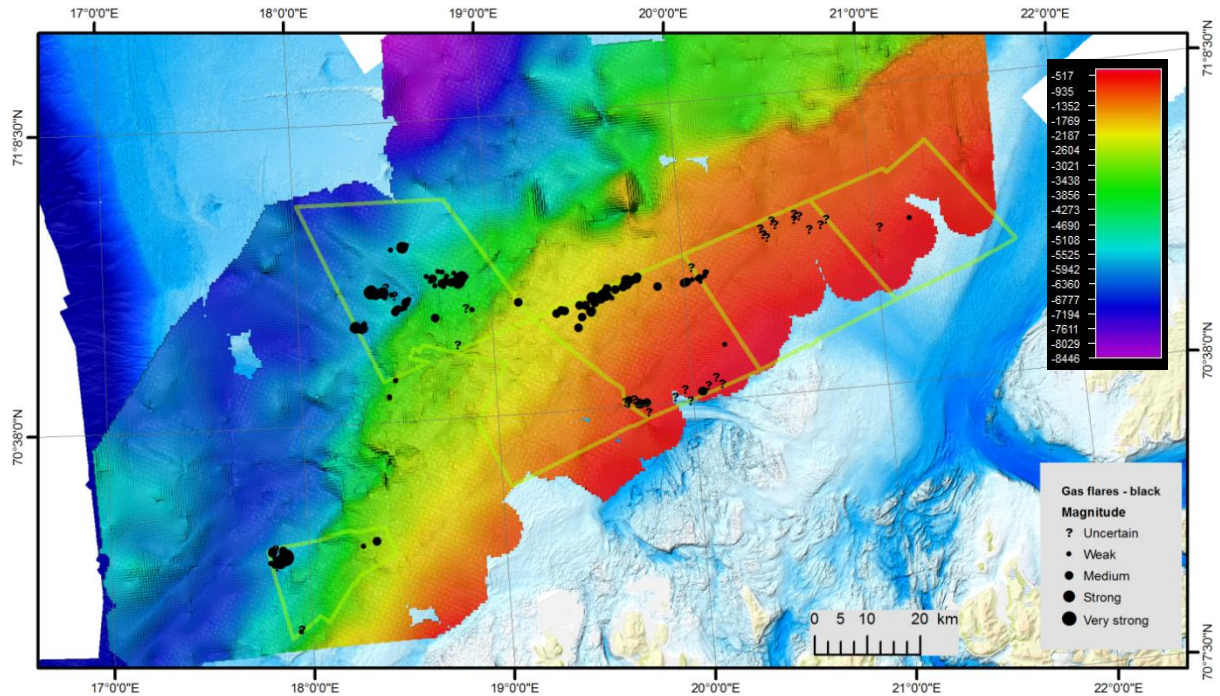 17°0'0"E 18°0'0"E 19°0'0"E 20°0'0"E 21°0'0"E 22°0'0"E
71°8'30"N
71°8'30"N
70°38'0"N
70°38'0"N
70°7'30"N
-517
-935
-1352
-1769
-2187
-2604
-3021
-3438
-3856
-4273
-4690
-5108
-5525
-5942
-6360
-6777
-7194
-7611
-8029
-8446
? ? ? ? ? ? ? ? ? ?
?
?
?
?
? ? ? ? ? ? ? ?
?
Gas flares - black
Magnitude
? Uncertain
Weak
Medium
Strong
Very strong
0 5 10 20 km
17°0'0"E 18°0'0"E 19°0'0"E 20°0'0"E 21°0'0"E 22°0'0"E